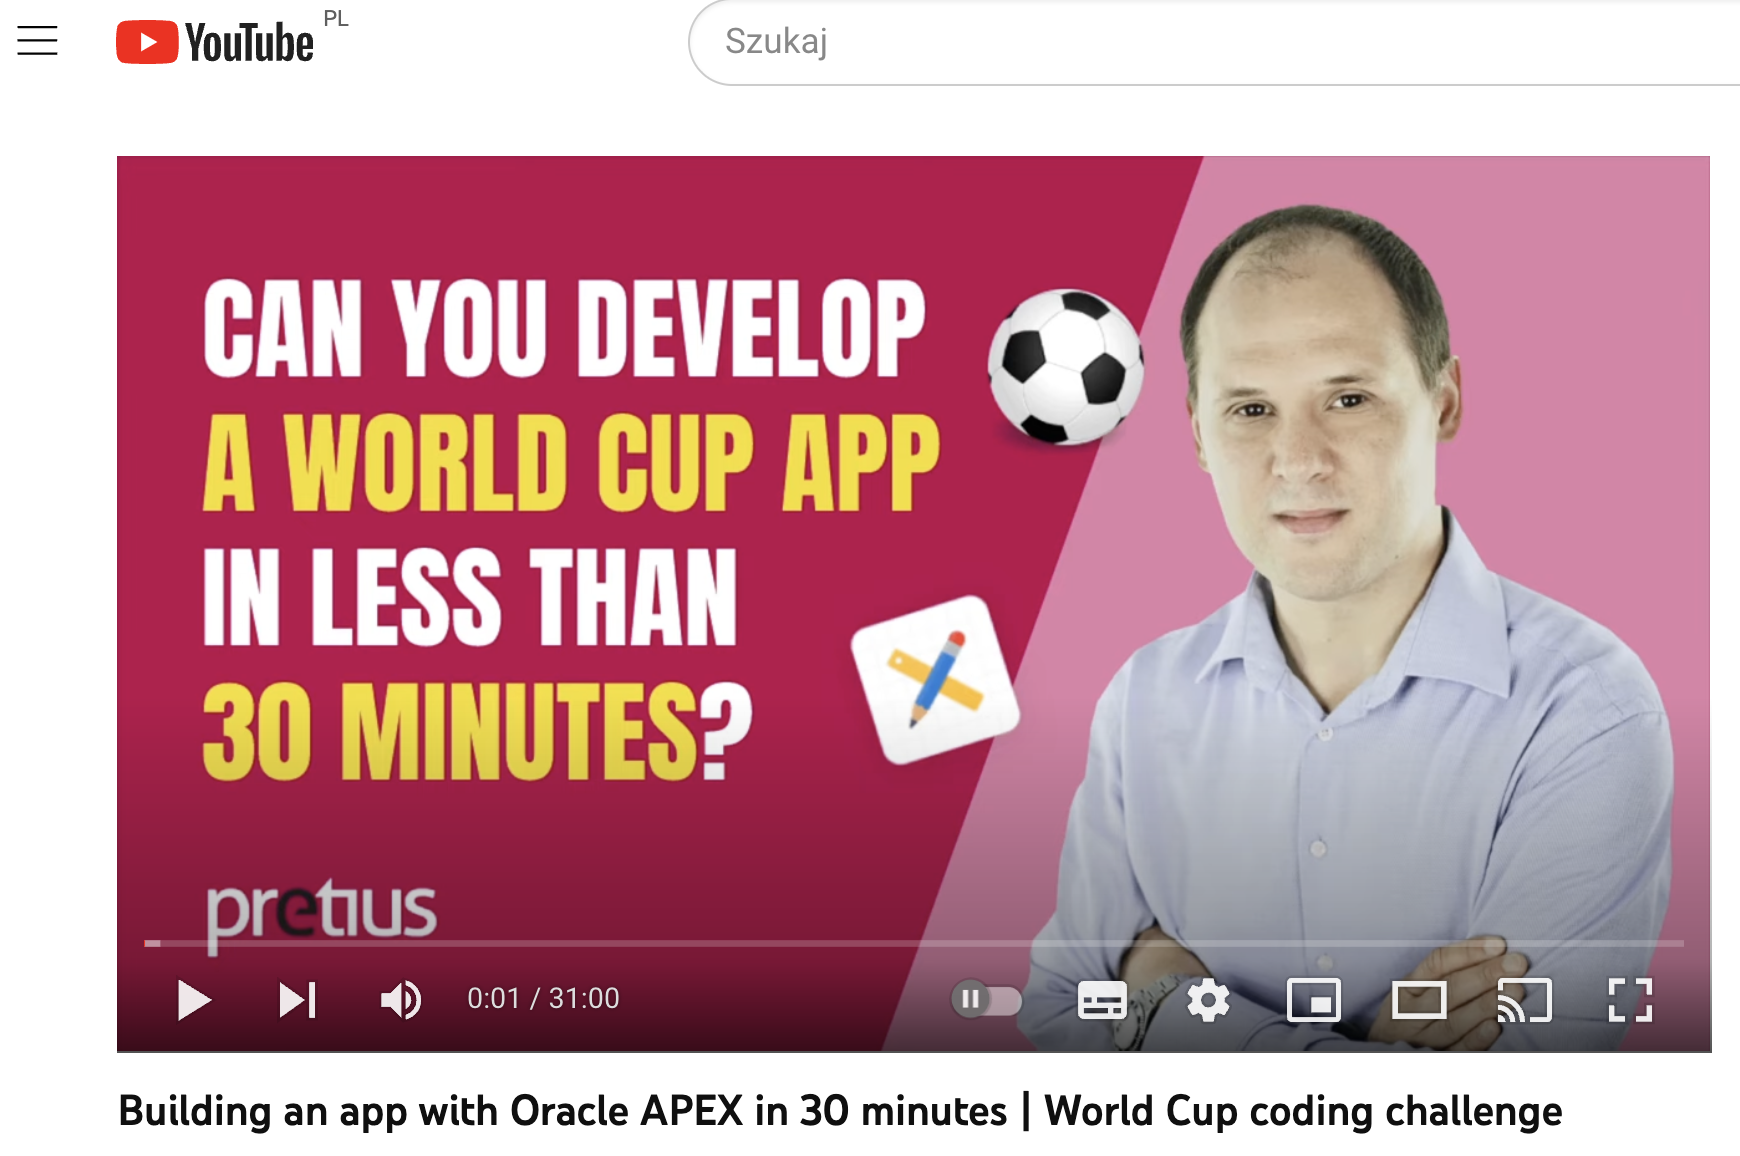 YouTube PL
Szukaj
CAN YOU DEVELOP
A WORLD CUP APP
IN LESS THAN
30 MINUTES?
pretius
0:01 / 31:00
Building an app with Oracle APEX in 30 minutes | World Cup coding challenge